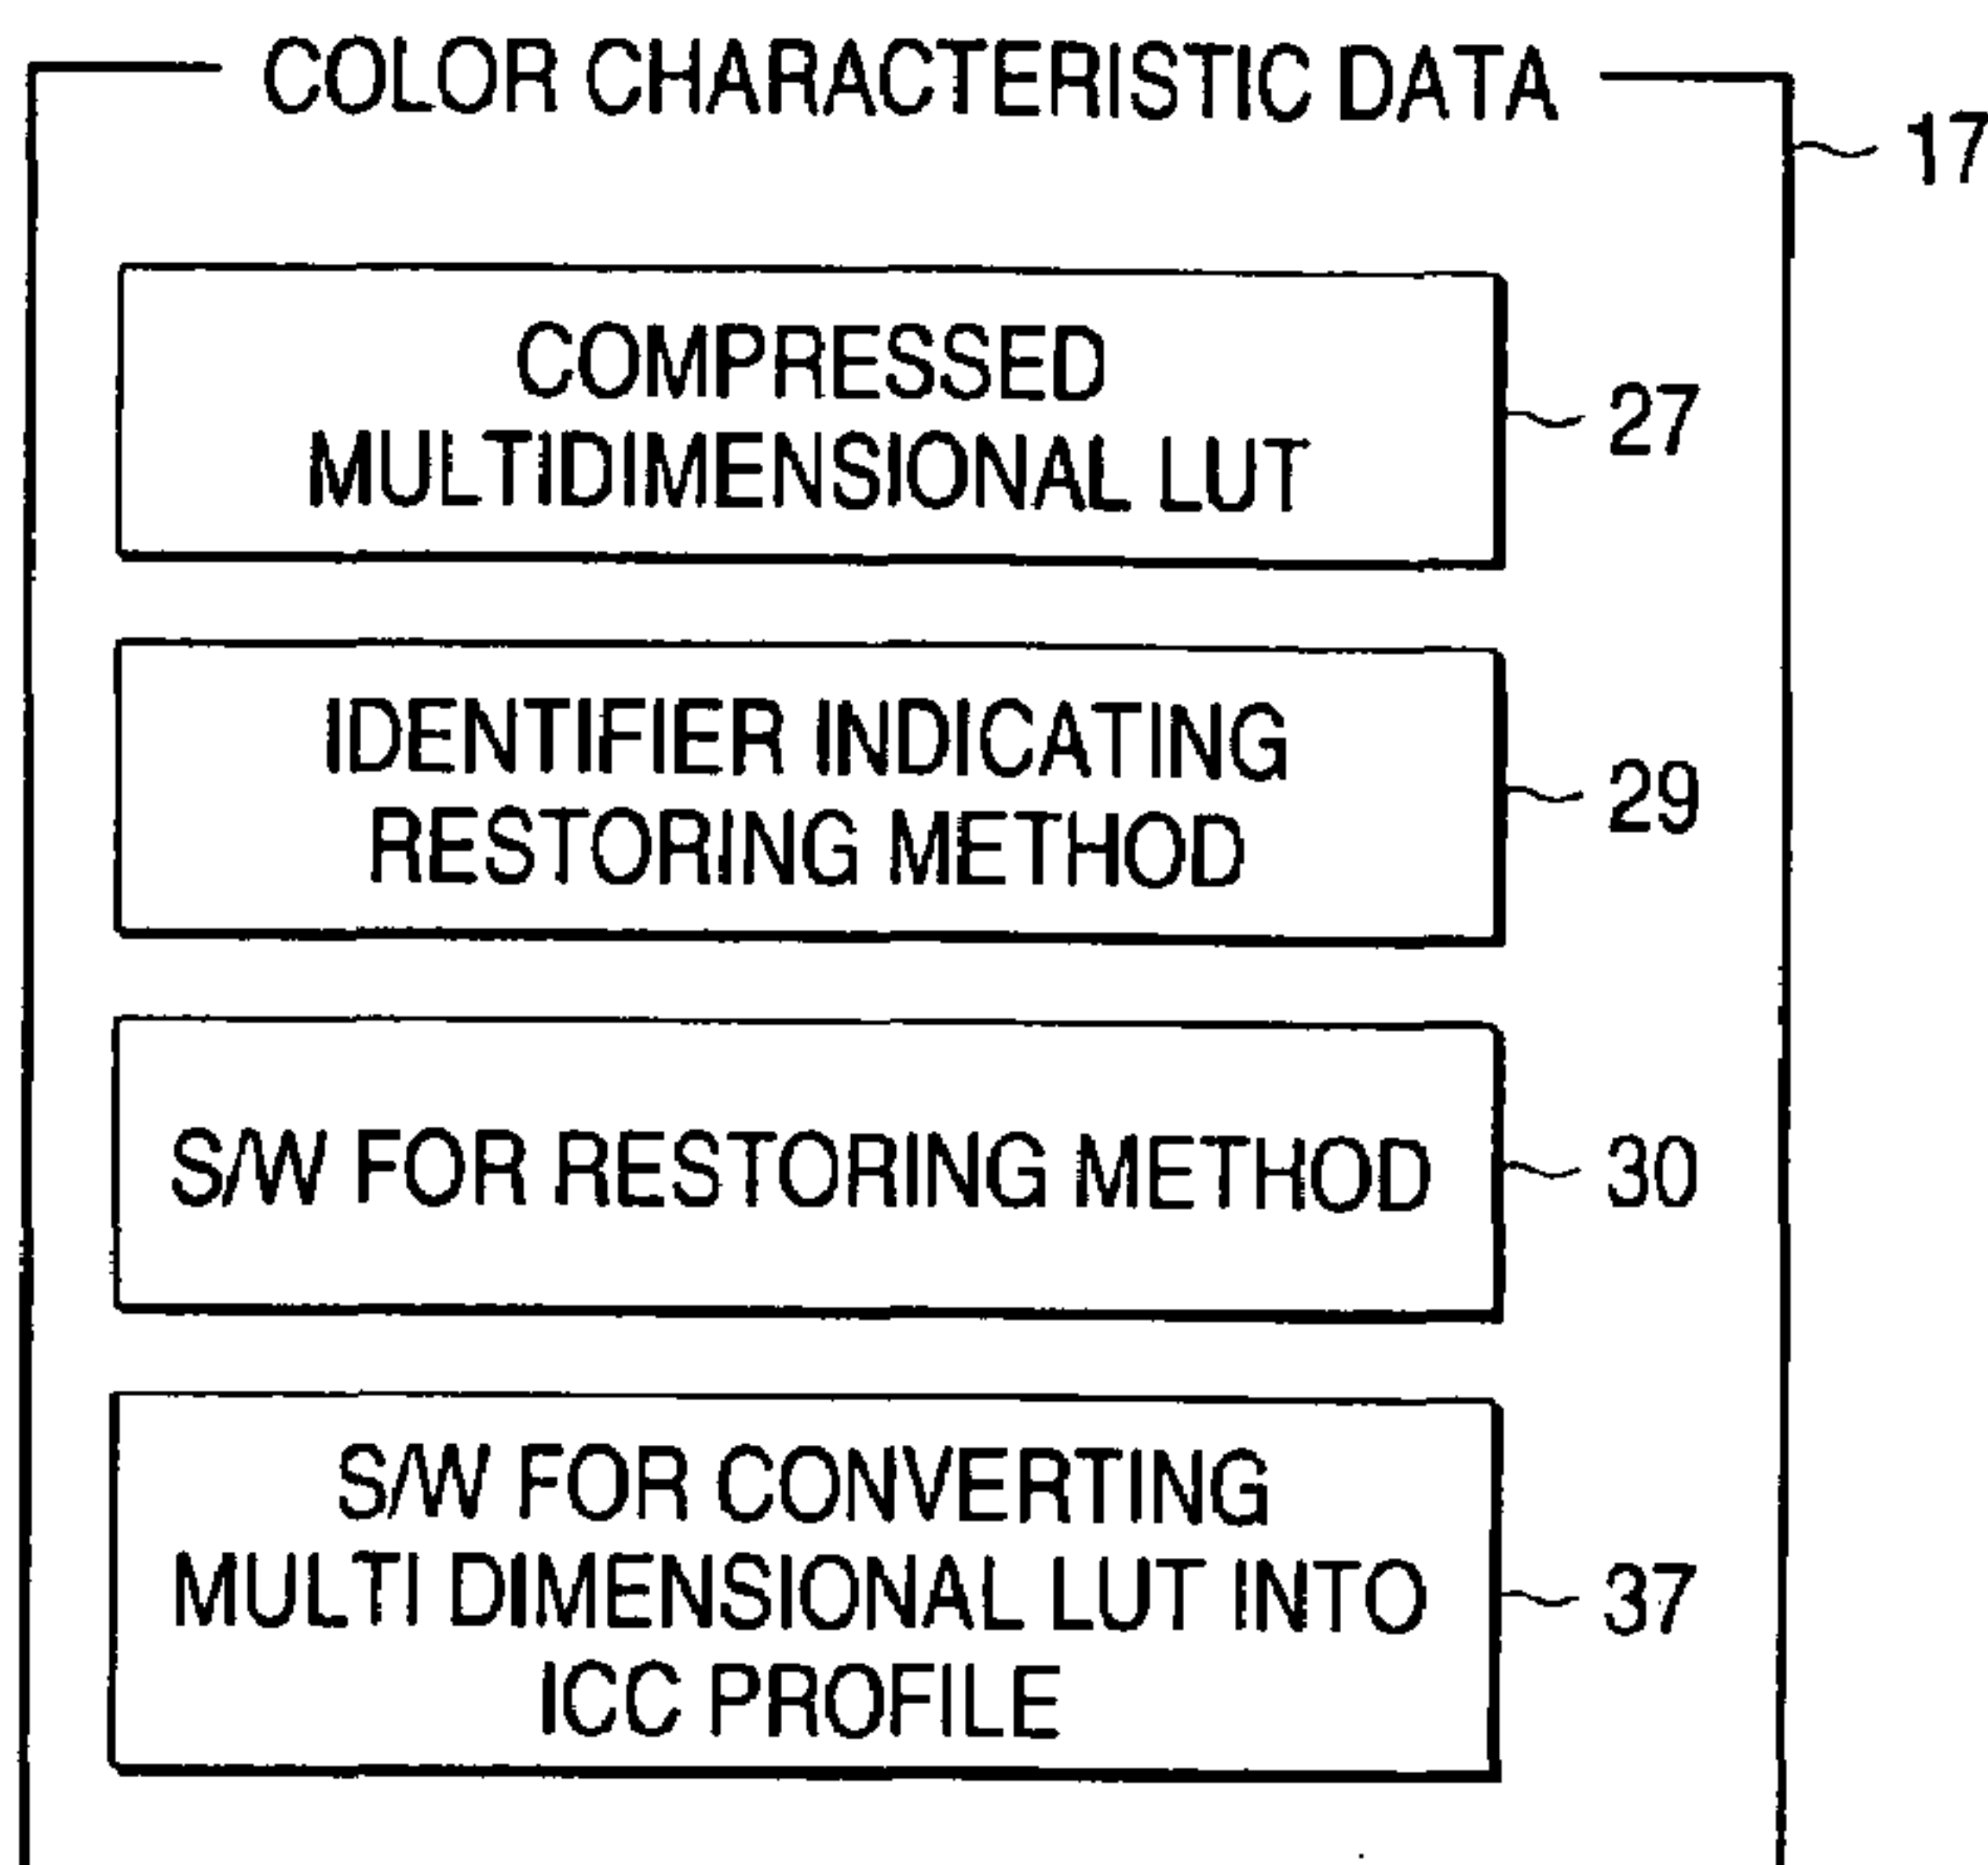 COLOR CHARACTERISTIC DATA
17
COMPRESSED
MULTIDIMENSIONAL LUT
27
IDENTIFIER INDICATING
RESTORING METHOD
29
S/W FOR RESTORING METHOD
30
S/W FOR CONVERTING
MULTI DIMENSIONAL LUT INTO
ICC PROFILE
37